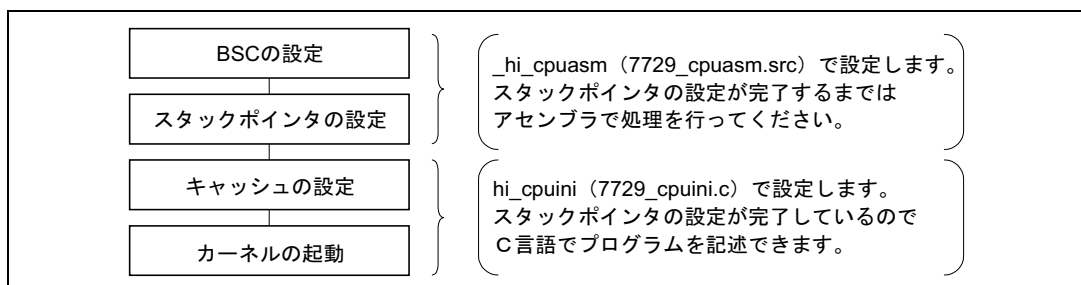 BSCの設定
スタックポインタの設定
_hi_cpuasm（7729_cpuasm.src）で設定します。
スタックポインタの設定が完了するまでは
アセンブラで処理を行ってください。
キャッシュの設定
カーネルの起動
hi_cpuini（7729_cpuini.c）で設定します。
スタックポインタの設定が完了しているので
C言語でプログラムを記述できます。